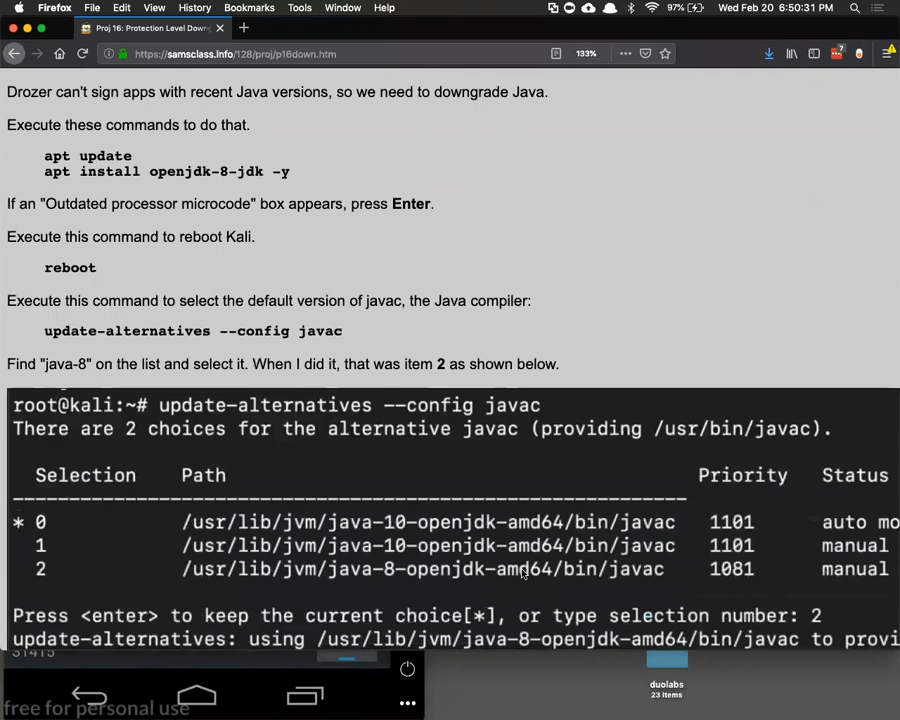 Firefox File Edit View History Bookmarks Tools Window Help 97% Wed Feb 20 6:50:31 PM
Proj 16: Protection Level Down
https://samsclass.info/128/proj/p16down.htm 133% 7
Drozer can't sign apps with recent Java versions, so we need to downgrade Java.
Execute these commands to do that.
apt update
apt install openjdk-8-jdk -y
If an "Outdated processor microcode" box appears, press Enter.
Execute this command to reboot Kali.
reboot
Execute this command to select the default version of javac, the Java compiler:
update-alternatives --config javac
Find "java-8" on the list and select it. When I did it, that was item 2 as shown below.
root@kali:~# update-alternatives --config javac
There are 2 choices for the alternative javac (providing /usr/bin/javac).
Selection Path Priority Status
------------------------------------------------------------
* 0 /usr/lib/jvm/java-10-openjdk-amd64/bin/javac 1101 auto mo
1 /usr/lib/jvm/java-10-openjdk-amd64/bin/javac 1101 manual
2 /usr/lib/jvm/java-8-openjdk-amd64/bin/javac 1081 manual
Press <enter> to keep the current choice[*], or type selection number: 2
update-alternatives: using /usr/lib/jvm/java-8-openjdk-amd64/bin/javac to provi
31415
duolabs
23 items
free for personal use